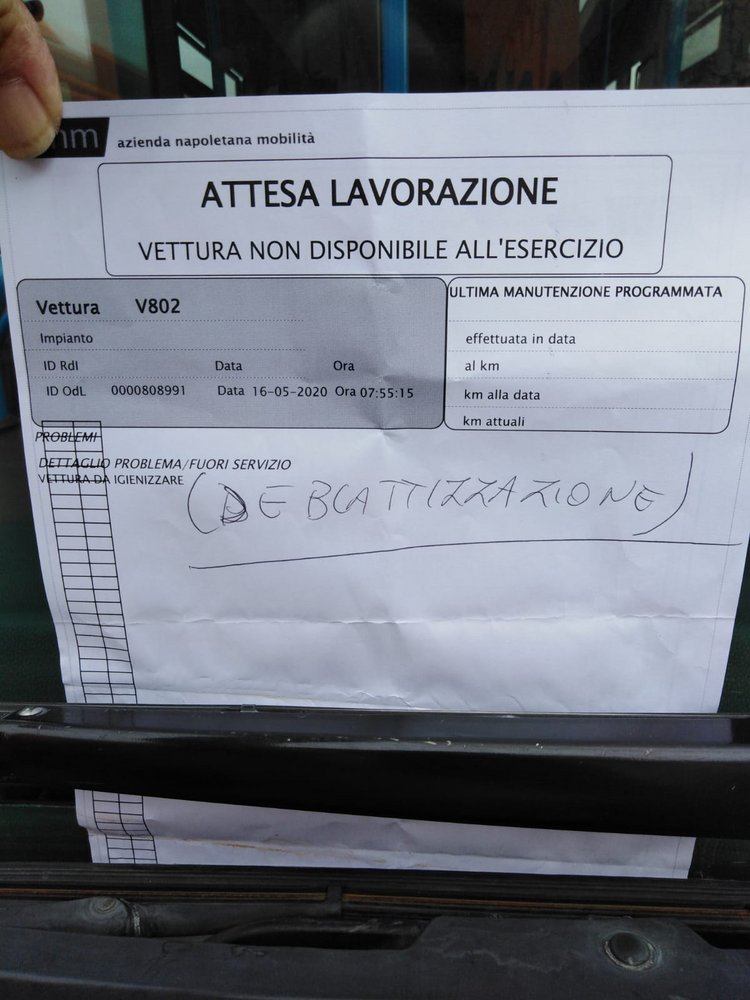 nm azienda napoletana mobilità
ATTESA LAVORAZIONE
VETTURA NON DISPONIBILE ALL'ESERCIZIO
Vettura V802
Impianto
ID RdI Data Ora
ID OdL 0000808991 Data 16-05-2020 Ora 07:55:15
ULTIMA MANUTENZIONE PROGRAMMATA
effettuata in data
al km
km alla data
km attuali
PROBLEMI
DETTAGLIO PROBLEMA/FUORI SERVIZIO
VETTURA DA IGIENIZZARE
(DEBLATTIZZAZIONE)